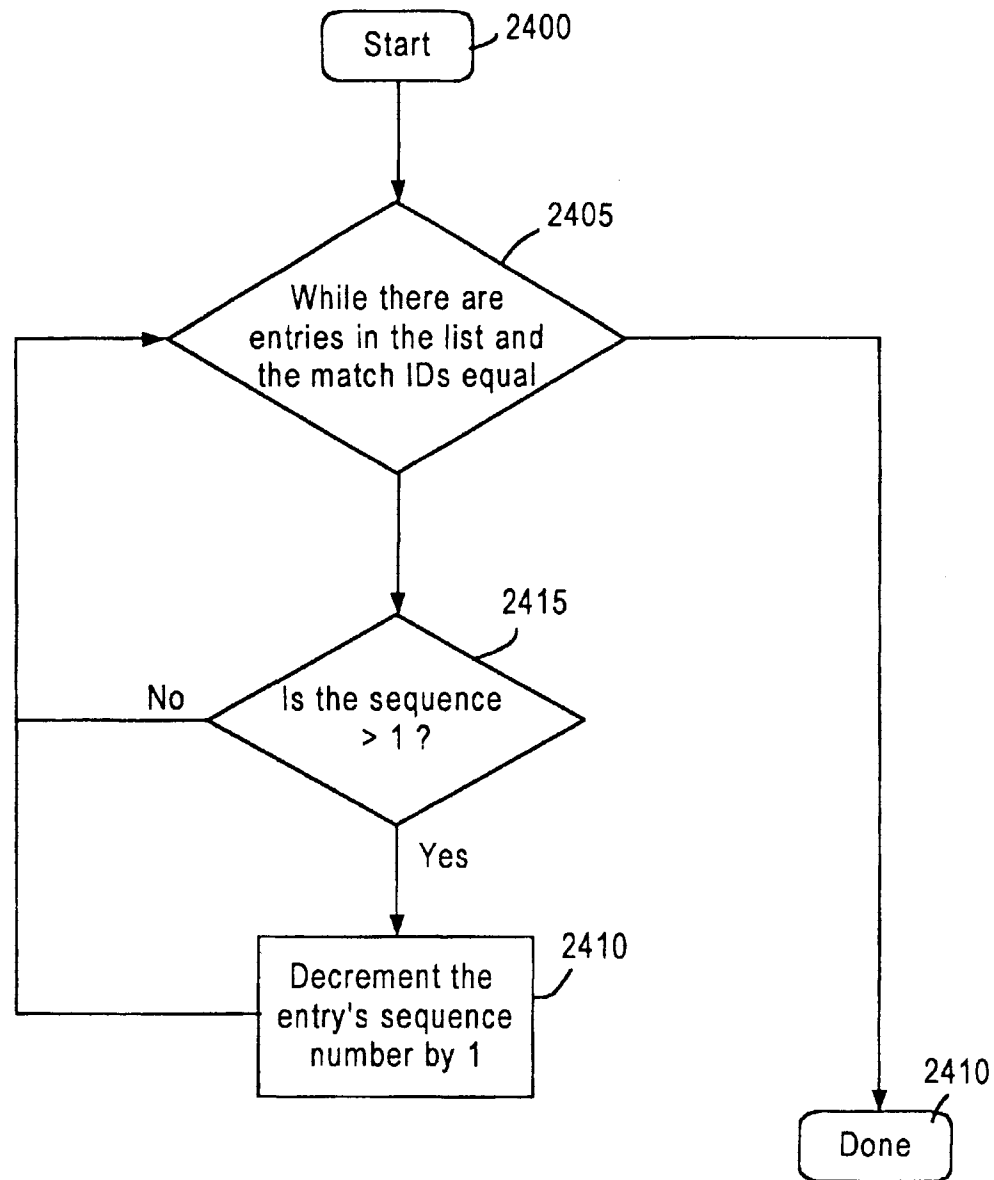 Start
2400
2405
While there are
entries in the list and
the match IDs equal
2415
No
Is the sequence
> 1 ?
Yes
2410
Decrement the
entry's sequence
number by 1
2410
Done